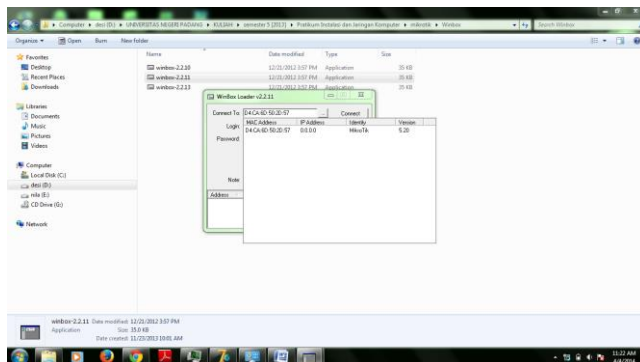 Computer ▸ desi (D:) ▸ UNIVERSITAS NEGERI PADANG ▸ KULIAH ▸ semester 5 (2013) ▸ Pratikum Instalasi dan Jaringan Komputer ▸ mikrotik ▸ Winbox
Search Winbox
Organize Open Burn New folder
Name Date modified Type Size
Favorites
Desktop
Recent Places
Downloads
winbox-2.2.10 12/21/2012 3:57 PM Application 35 KB
winbox-2.2.11 12/21/2012 3:57 PM Application 35 KB
winbox-2.2.13 12/21/2012 3:57 PM Application 35 KB
Libraries
Documents
Music
Pictures
Videos
Computer
Local Disk (C:)
desi (D:)
nila (E:)
CD Drive (G:)
Network
WinBox Loader v2.2.11
Connect To: D4:CA:6D:50:2D:57 ... Connect
Login:
Password:
Note:
Address
MAC Address IP Address Identity Version
D4:CA:6D:50:2D:57 0.0.0.0 MikroTik 5.20
winbox-2.2.11 Date modified: 12/21/2012 3:57 PM
Application Size: 35.0 KB
Date created: 11/23/2013 10:01 AM
11:22 AM
4/4/2014